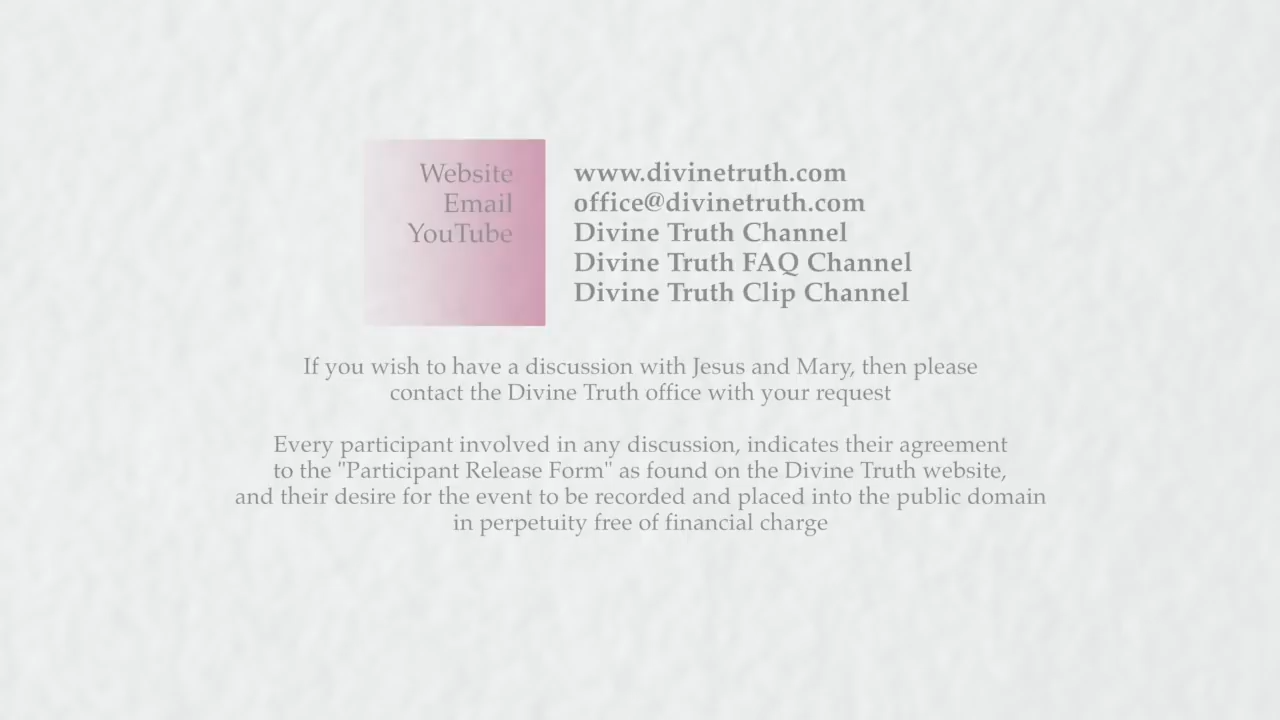 Website www.divinetruth.com
Email office@divinetruth.com
YouTube Divine Truth Channel
Divine Truth FAQ Channel
Divine Truth Clip Channel
If you wish to have a discussion with Jesus and Mary, then please
contact the Divine Truth office with your request
Every participant involved in any discussion, indicates their agreement
to the "Participant Release Form" as found on the Divine Truth website,
and their desire for the event to be recorded and placed into the public domain
in perpetuity free of financial charge